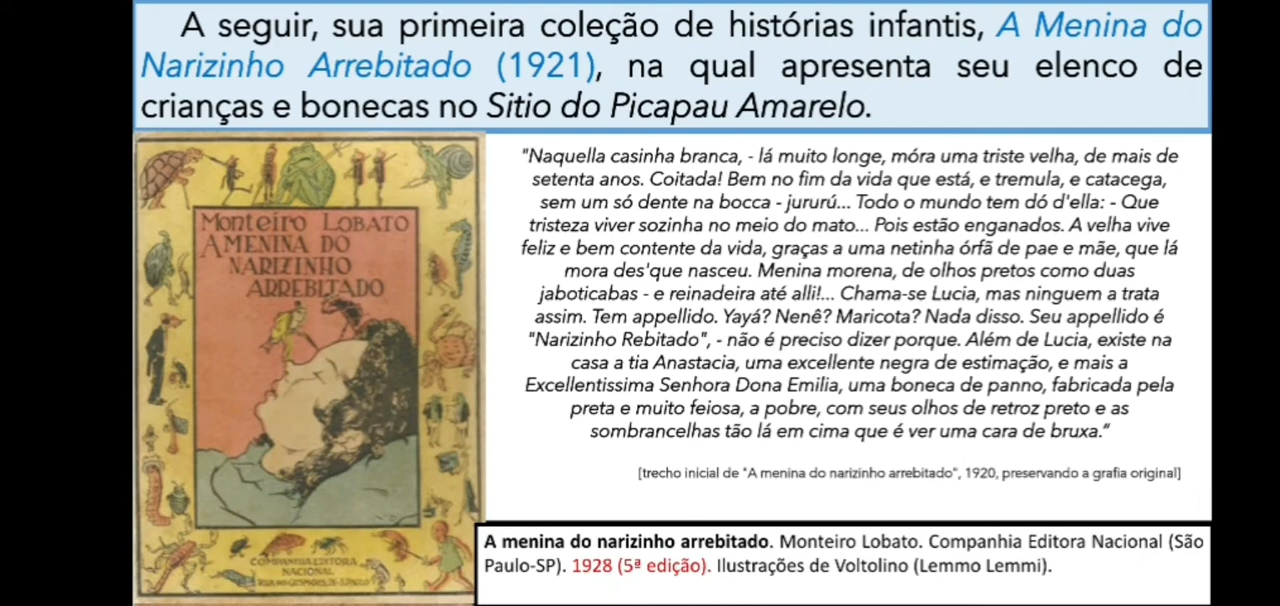 A seguir, sua primeira coleção de histórias infantis, A Menina do
Narizinho Arrebitado (1921), na qual apresenta seu elenco de
crianças e bonecas no Sitio do Picapau Amarelo.
Monteiro Lobato
A MENINA DO
NARIZINHO
ARREBITADO
COMPANHIA EDITORA
NACIONAL
"Naquella casinha branca, - lá muito longe, móra uma triste velha, de mais de
setenta anos. Coitada! Bem no fim da vida que está, e tremula, e catacega,
sem um só dente na bocca - jururú... Todo o mundo tem dó d'ella: - Que
tristeza viver sozinha no meio do mato... Pois estão enganados. A velha vive
feliz e bem contente da vida, graças a uma netinha órfã de pae e mãe, que lá
mora des'que nasceu. Menina morena, de olhos pretos como duas
jaboticabas - e reinadeira até alli!... Chama-se Lucia, mas ninguem a trata
assim. Tem appellido. Yayá? Nenê? Maricota? Nada disso. Seu appellido é
"Narizinho Rebitado", - não é preciso dizer porque. Além de Lucia, existe na
casa a tia Anastacia, uma excellente negra de estimação, e mais a
Excellentissima Senhora Dona Emilia, uma boneca de panno, fabricada pela
preta e muito feiosa, a pobre, com seus olhos de retroz preto e as
sombrancelhas tão lá em cima que é ver uma cara de bruxa."
[trecho inicial de "A menina do narizinho arrebitado", 1920, preservando a grafia original]
A menina do narizinho arrebitado. Monteiro Lobato. Companhia Editora Nacional (São
Paulo-SP). 1928 (5ª edição). Ilustrações de Voltolino (Lemmo Lemmi).